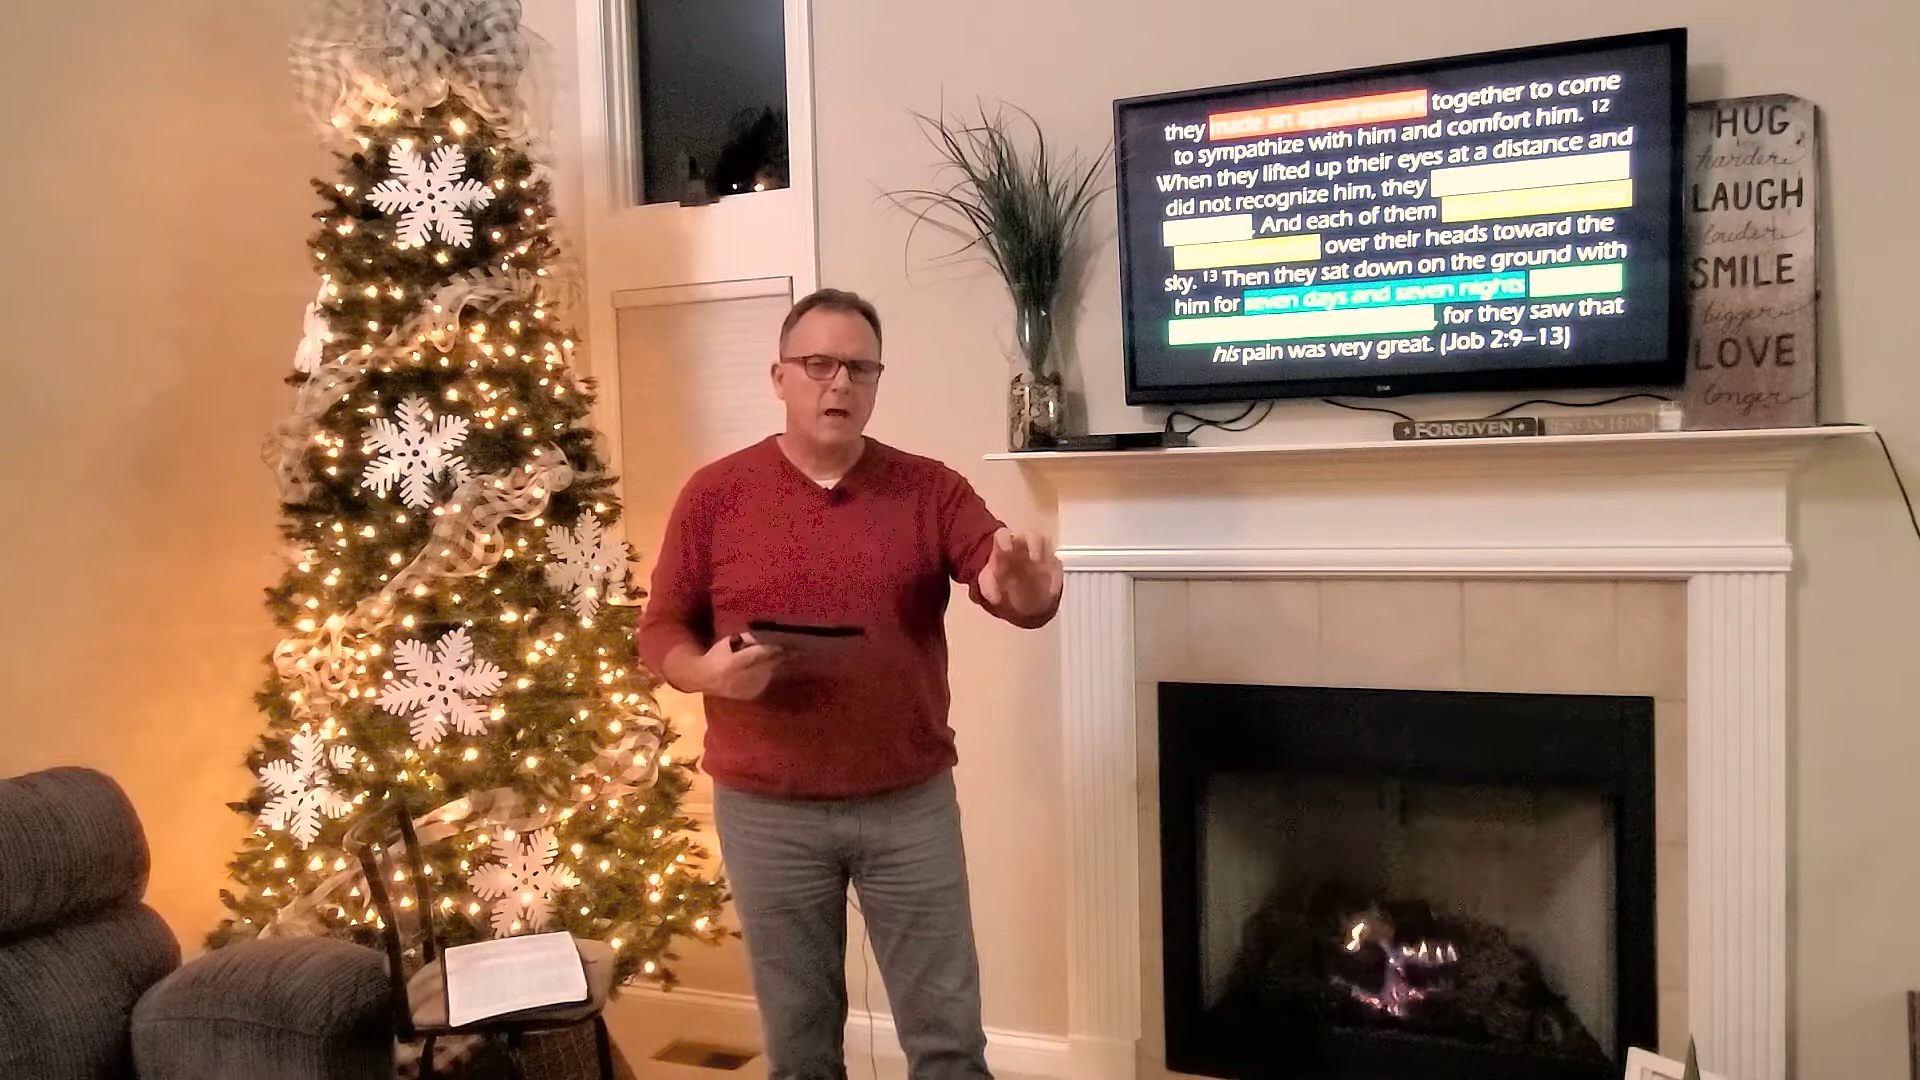 they made an appointment together to come
to sympathize with him and comfort him. 12
When they lifted up their eyes at a distance and
did not recognize him, they
. And each of them
over their heads toward the
sky. 13 Then they sat down on the ground with
him for seven days and seven nights
, for they saw that
his pain was very great. (Job 2:9–13)
HUG
harder
LAUGH
louder
SMILE
bigger
LOVE
longer
FORGIVEN
REST IN HIM